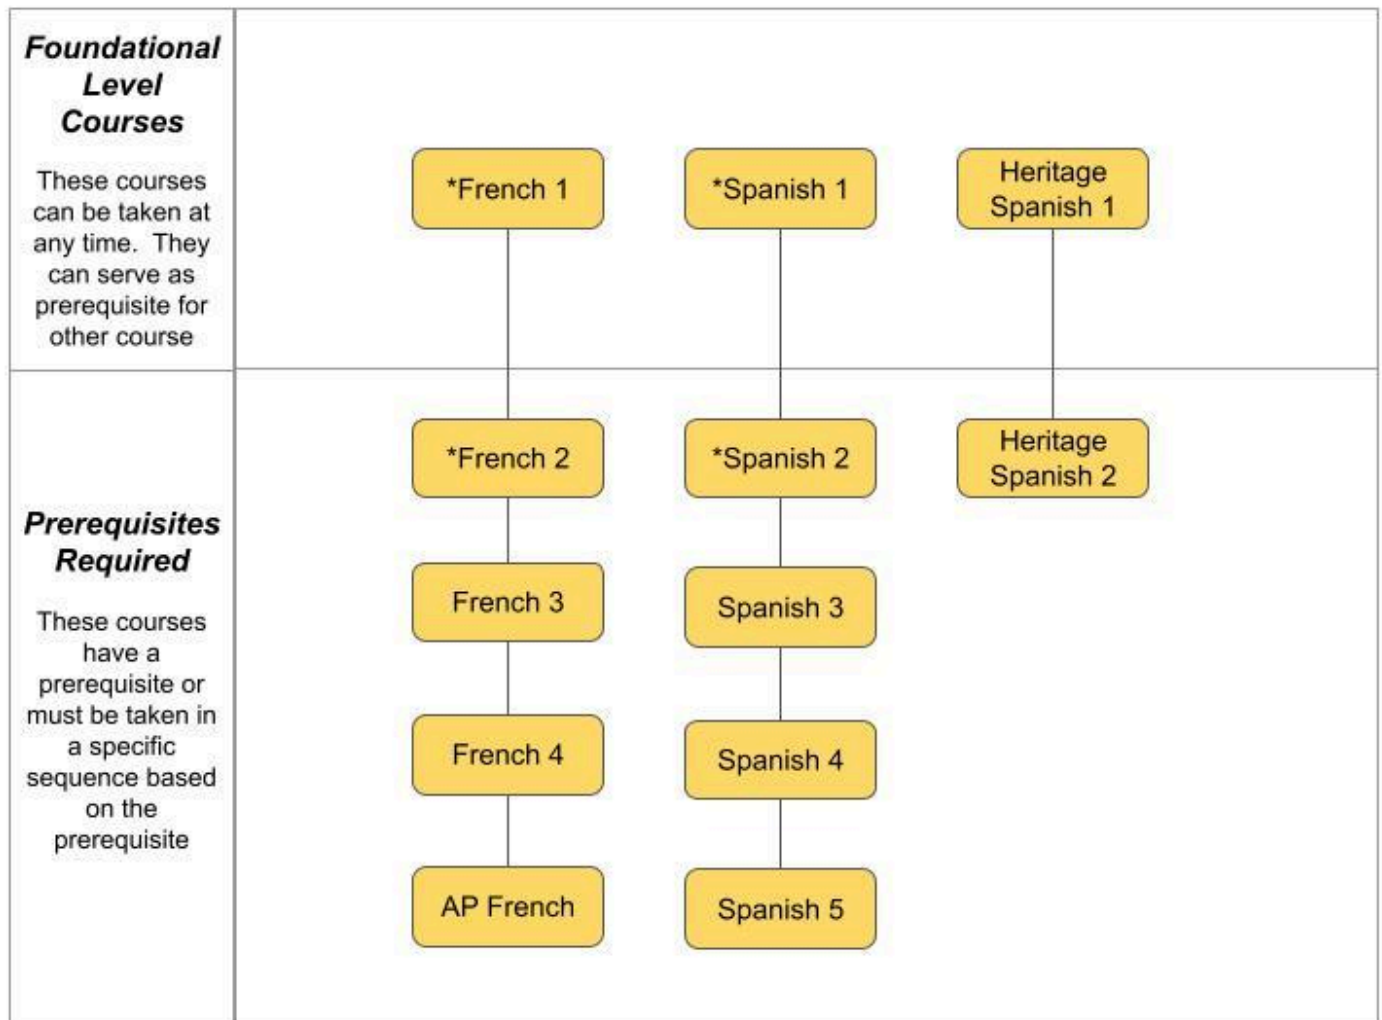 Foundational
Level
Courses
These courses
can be taken at
any time. They
can serve as
prerequisite for
other course
*French 1
*Spanish 1
Heritage
Spanish 1
Prerequisites
Required
These courses
have a
prerequisite or
must be taken in
a specific
sequence based
on the
prerequisite
*French 2
*Spanish 2
Heritage
Spanish 2
French 3
Spanish 3
French 4
Spanish 4
AP French
Spanish 5